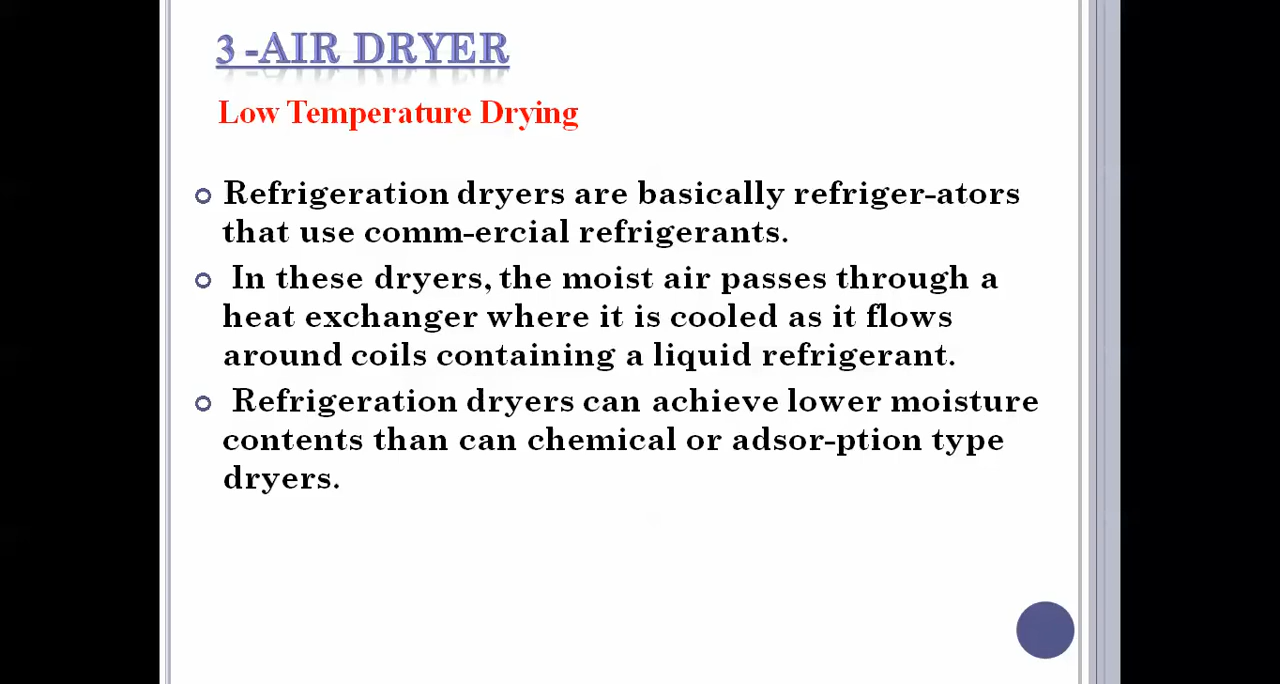 3 -AIR DRYER
Low Temperature Drying
Refrigeration dryers are basically refriger-ators
that use comm-ercial refrigerants.
In these dryers, the moist air passes through a
heat exchanger where it is cooled as it flows
around coils containing a liquid refrigerant.
Refrigeration dryers can achieve lower moisture
contents than can chemical or adsor-ption type
dryers.